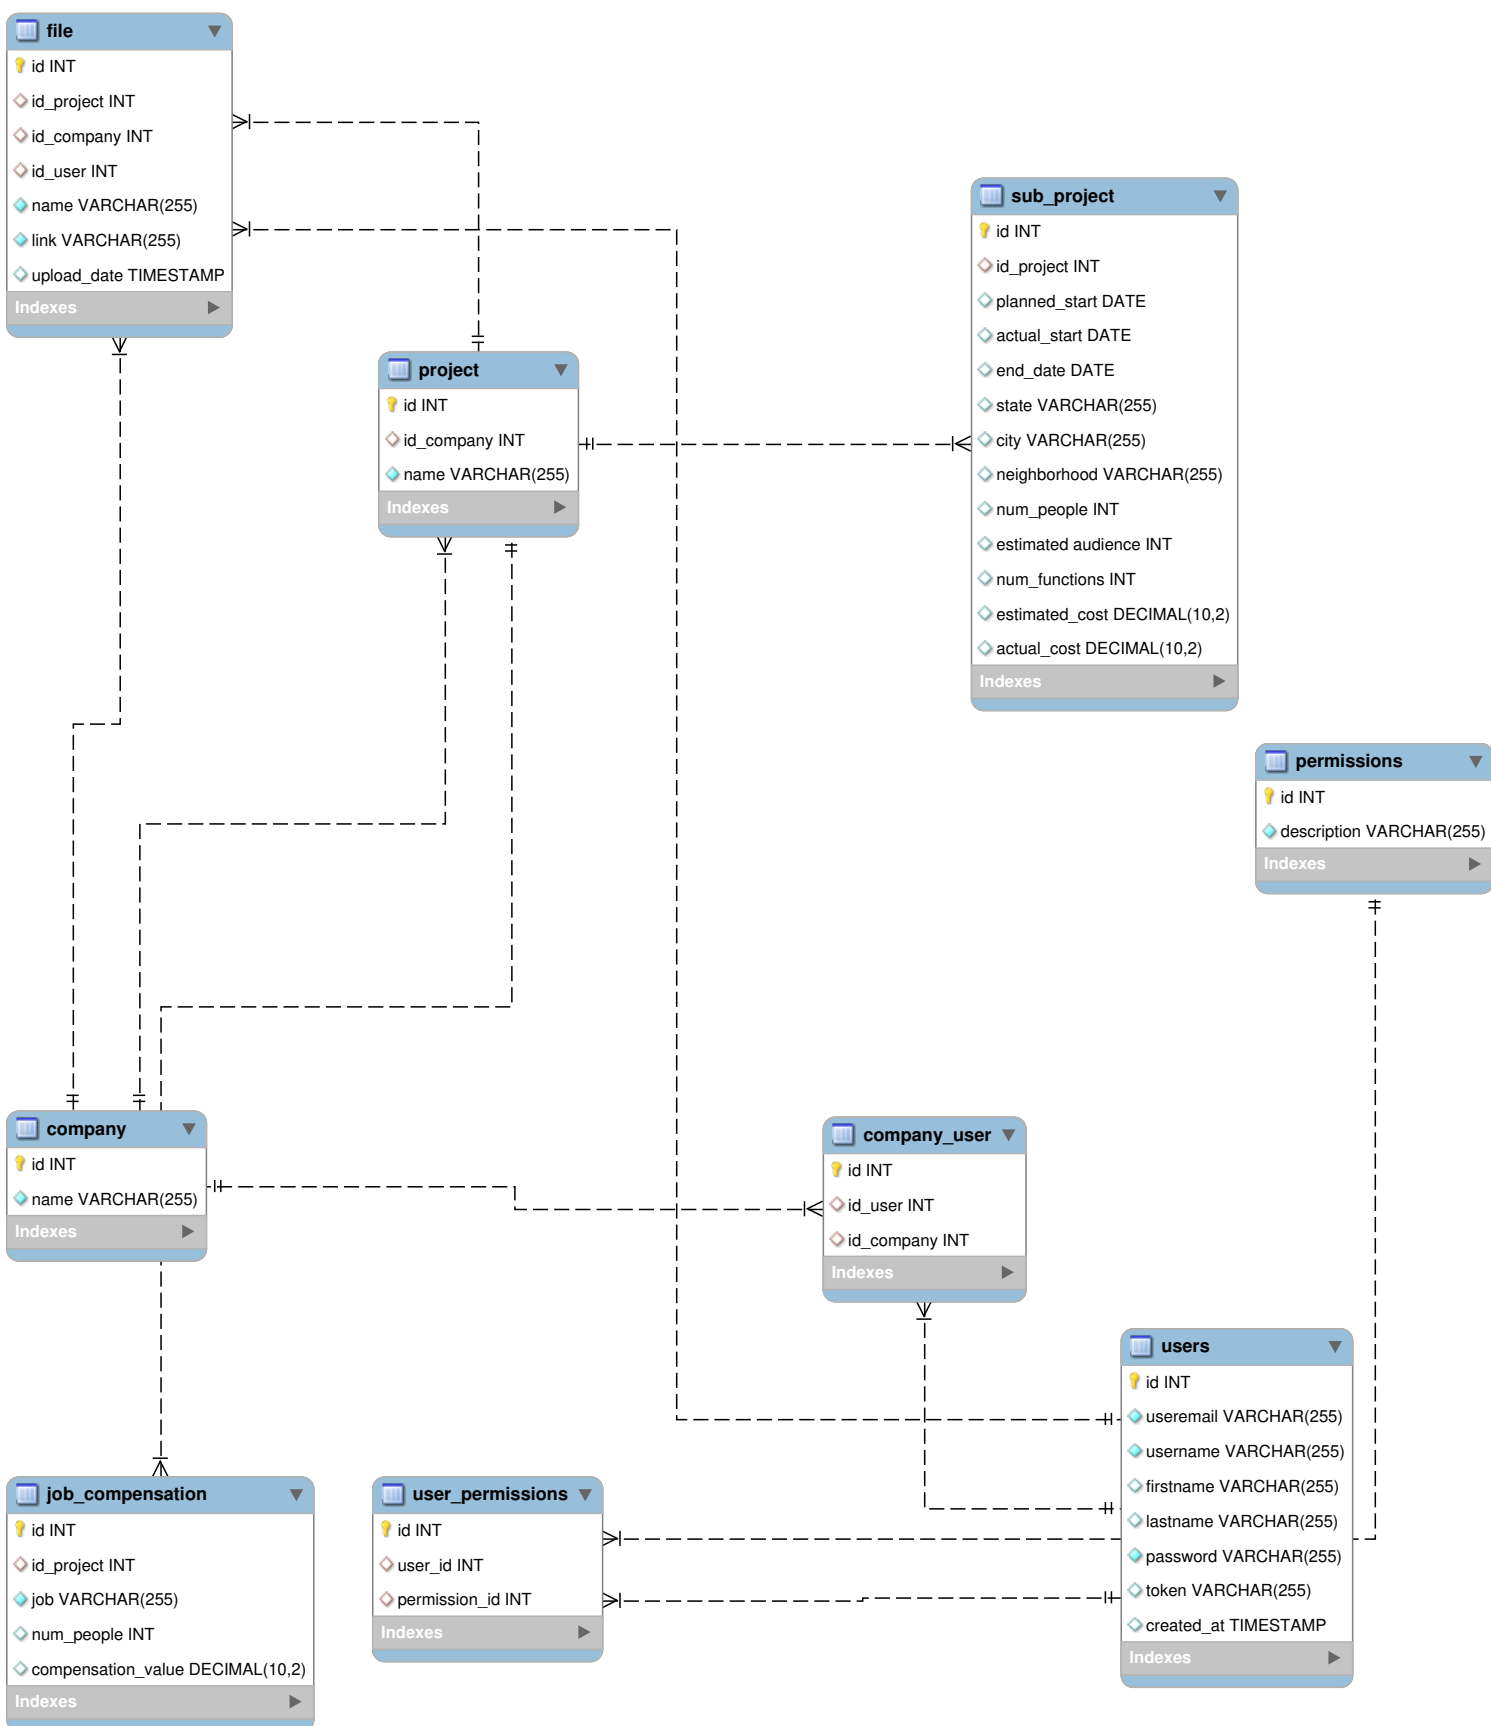 file
id INT
id_project INT
id_company INT
id_user INT
name VARCHAR(255)
link VARCHAR(255)
upload_date TIMESTAMP
Indexes
project
id INT
id_company INT
name VARCHAR(255)
Indexes
sub_project
id INT
id_project INT
planned_start DATE
actual_start DATE
end_date DATE
state VARCHAR(255)
city VARCHAR(255)
neighborhood VARCHAR(255)
num_people INT
estimated audience INT
num_functions INT
estimated_cost DECIMAL(10,2)
actual_cost DECIMAL(10,2)
Indexes
permissions
id INT
description VARCHAR(255)
Indexes
company
id INT
name VARCHAR(255)
Indexes
company_user
id INT
id_user INT
id_company INT
Indexes
users
id INT
useremail VARCHAR(255)
username VARCHAR(255)
firstname VARCHAR(255)
lastname VARCHAR(255)
password VARCHAR(255)
token VARCHAR(255)
created_at TIMESTAMP
Indexes
job_compensation
id INT
id_project INT
job VARCHAR(255)
num_people INT
compensation_value DECIMAL(10,2)
Indexes
user_permissions
id INT
user_id INT
permission_id INT
Indexes